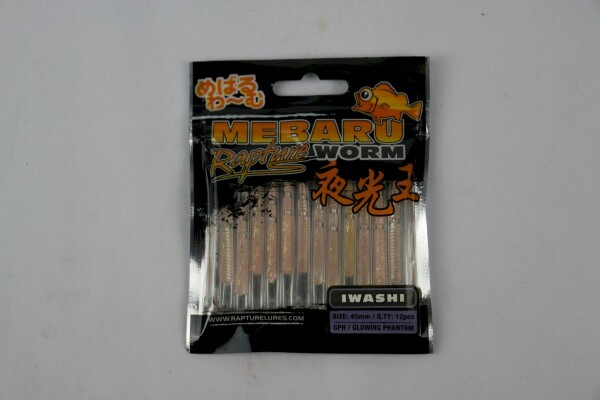 めばる
わ～む
MEBARU
Rapture WORM
夜光王
IWASHI
SIZE: 45mm / Q.TY: 12pcs
GPH / GLOWING PHANTOM
WWW.RAPTURELURES.COM